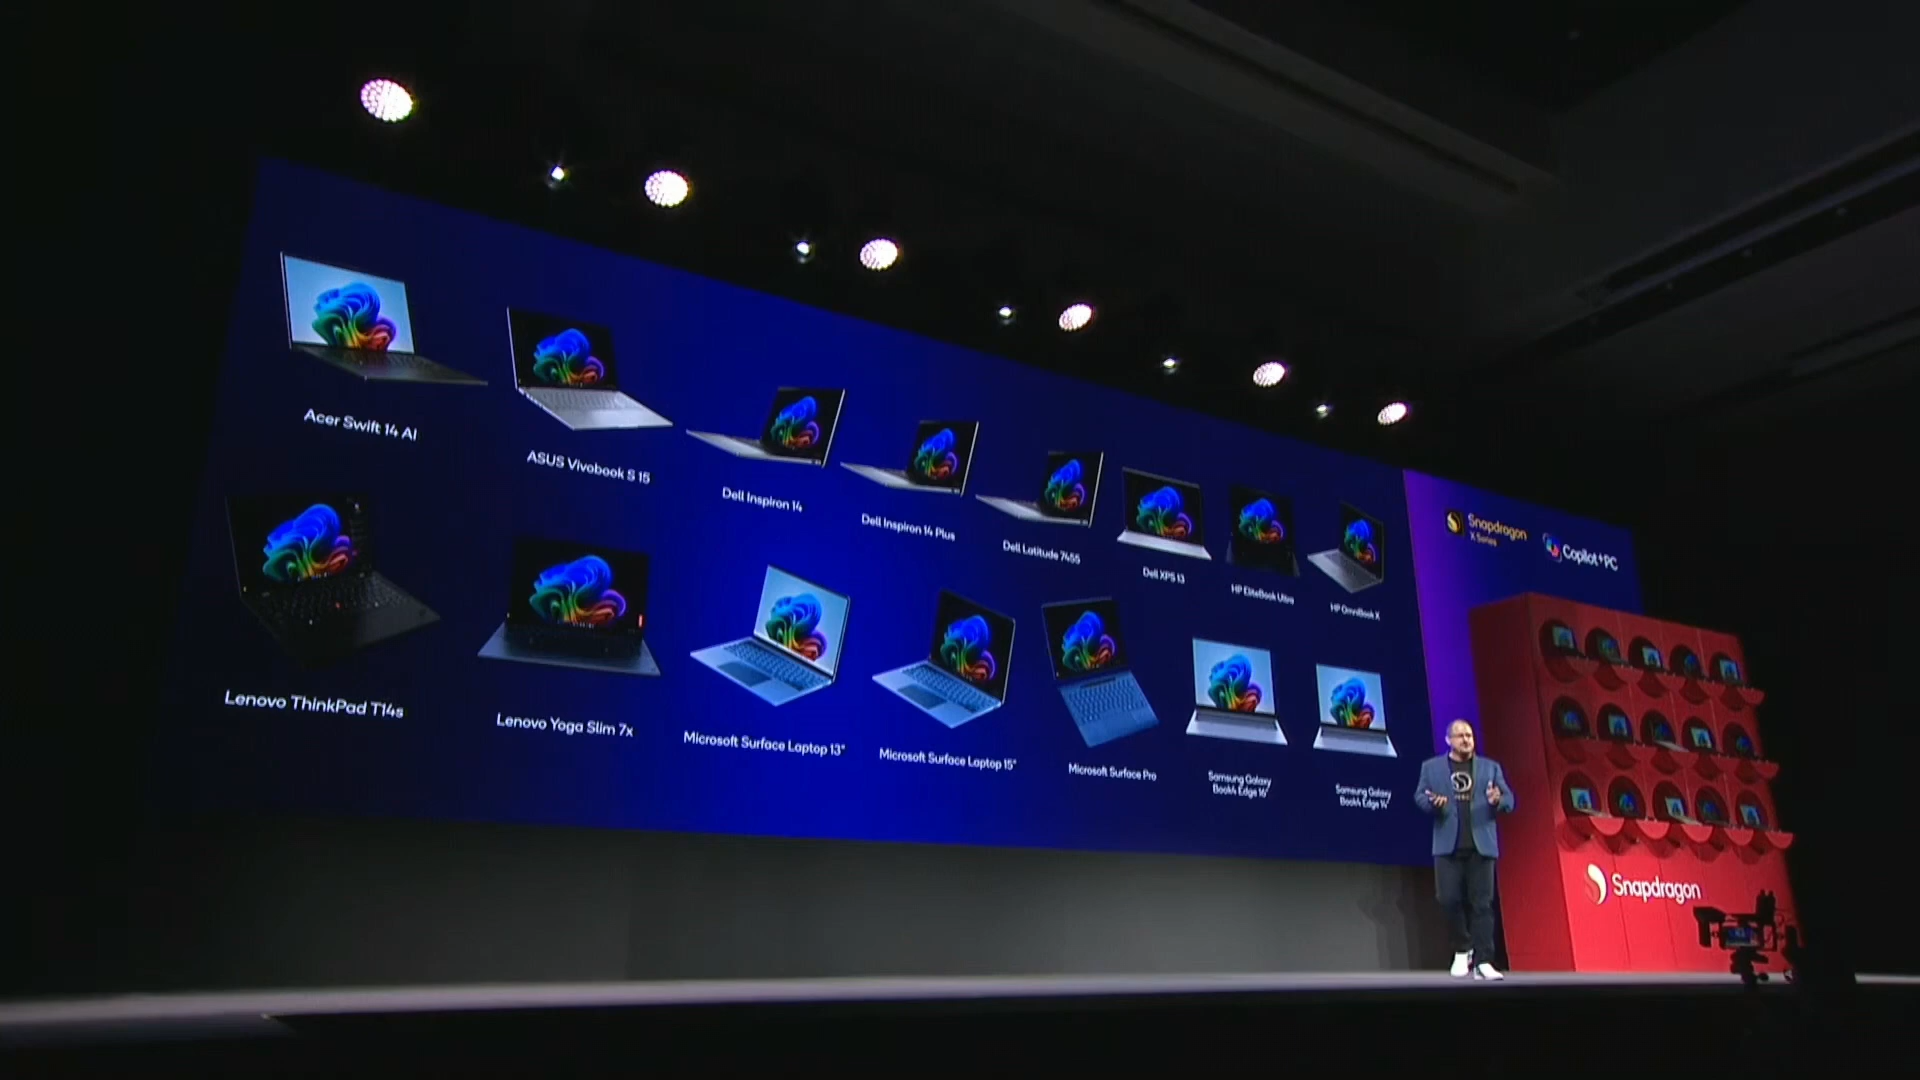 Acer Swift 14 AI
ASUS Vivobook S 15
Dell Inspiron 14
Dell Inspiron 14 Plus
Dell Latitude 7455
Dell XPS 13
HP EliteBook Ultra
HP OmniBook X
Snapdragon
X Series
Copilot+PC
Lenovo ThinkPad T14s
Lenovo Yoga Slim 7x
Microsoft Surface Laptop 13"
Microsoft Surface Laptop 15"
Microsoft Surface Pro
Samsung Galaxy
Book4 Edge 16"
Samsung Galaxy
Book4 Edge 14"
Snapdragon